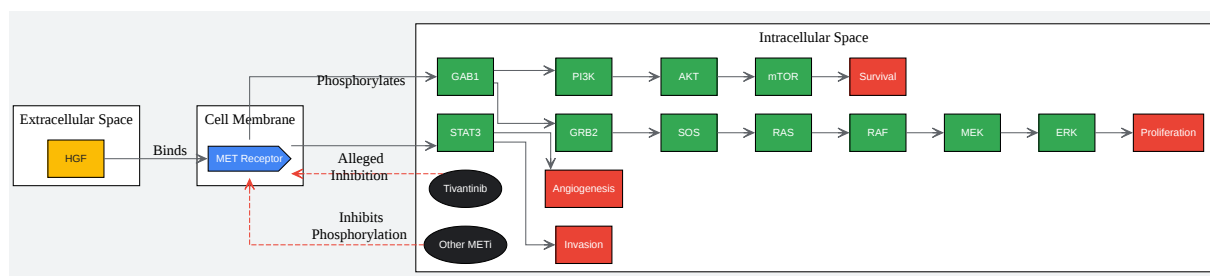 Intracellular Space
Phosphorylates
GAB1
PI3K
AKT
mTOR
Survival
Extracellular Space
Cell Membrane
STAT3
GRB2
SOS
RAS
RAF
MEK
ERK
Proliferation
HGF
Binds
MET Receptor
Alleged
Inhibition
Tivantinib
Angiogenesis
Inhibits
Phosphorylation
Other METi
Invasion